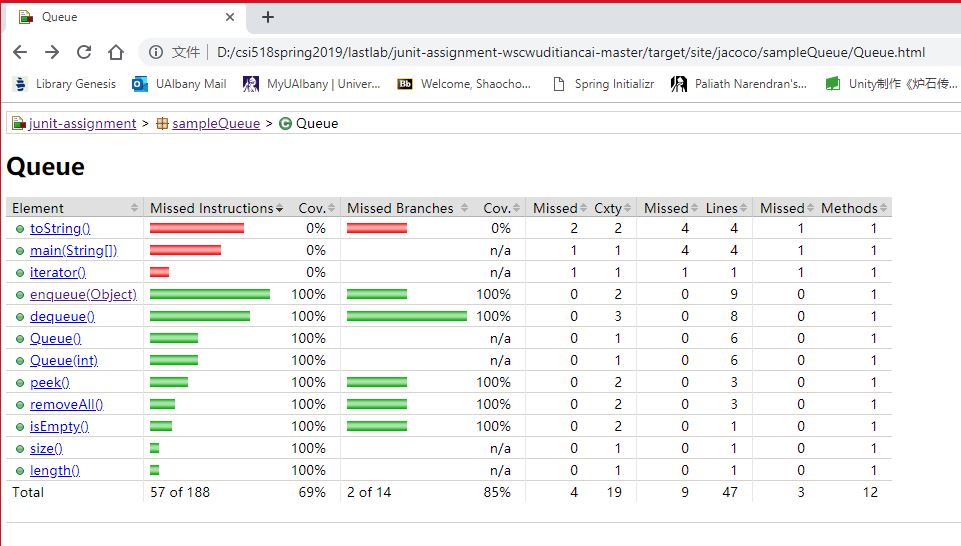 Queue
文件 D:/csi518spring2019/lastlab/junit-assignment-wscwuditiancai-master/target/site/jacoco/sampleQueue/Queue.html
Library Genesis UAlbany Mail MyUAlbany | Univer... Bb Welcome, Shaocho... Spring Initializr Paliath Narendran's... Unity制作《炉石传...
junit-assignment > sampleQueue > C Queue
Queue
Element Missed Instructions Cov. Missed Branches Cov. Missed Cxty Missed Lines Missed Methods
toString() 0% 0% 2 2 4 4 1 1
main(String[]) 0% n/a 1 1 4 4 1 1
iterator() 0% n/a 1 1 1 1 1 1
enqueue(Object) 100% 100% 0 2 0 9 0 1
dequeue() 100% 100% 0 3 0 8 0 1
Queue() 100% n/a 0 1 0 6 0 1
Queue(int) 100% n/a 0 1 0 6 0 1
peek() 100% 100% 0 2 0 3 0 1
removeAll() 100% 100% 0 2 0 3 0 1
isEmpty() 100% 100% 0 2 0 1 0 1
size() 100% n/a 0 1 0 1 0 1
length() 100% n/a 0 1 0 1 0 1
Total 57 of 188 69% 2 of 14 85% 4 19 9 47 3 12